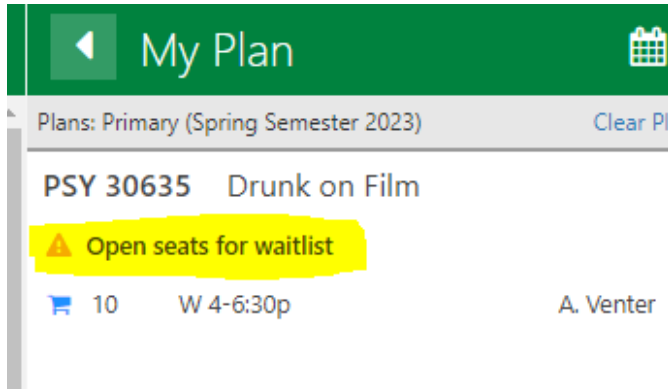 My Plan
Plans: Primary (Spring Semester 2023) Clear
PSY 30635 Drunk on Film
Open seats for waitlist
10 W 4-6:30p A. Venter